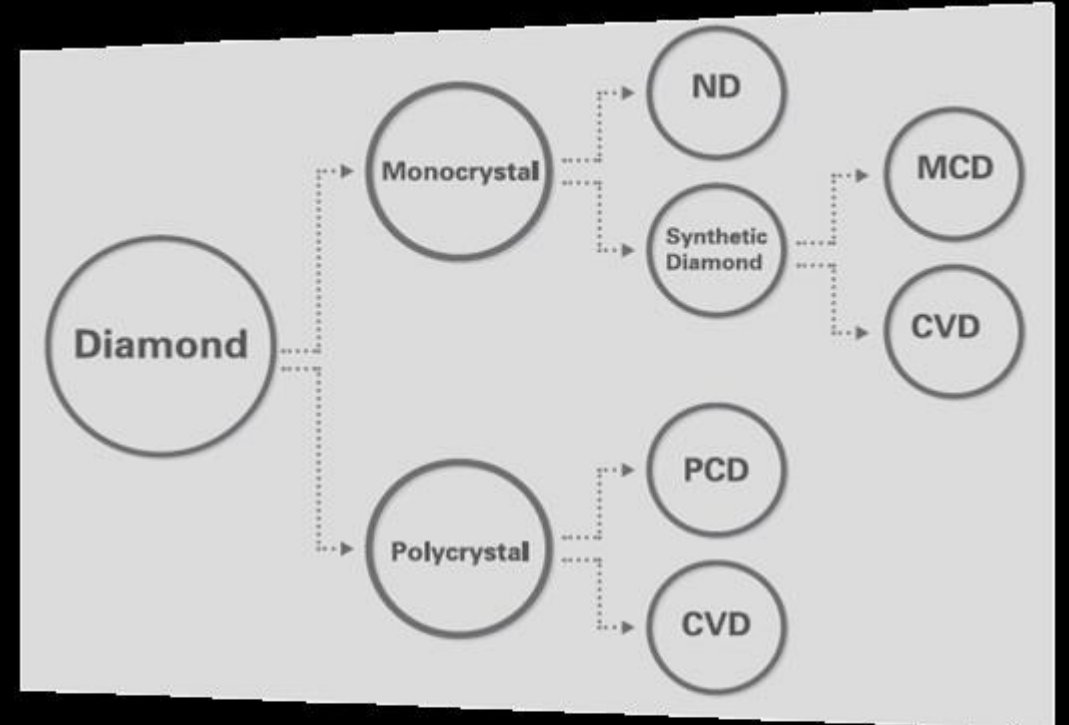 Diamond
Monocrystal
ND
Synthetic
Diamond
MCD
CVD
Polycrystal
PCD
CVD